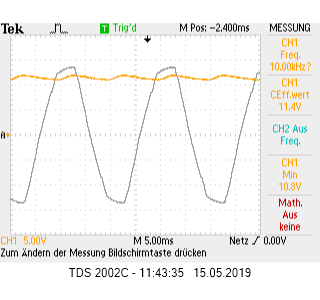 Tek Trig'd M Pos: -2.400ms MESSUNG
CH1
Freq.
10.00kHz?
CH1
CEff.wert
11.4V
CH2 Aus
Freq.
CH1
Min
10.8V
Math.
Aus
keine
CH1 5.00V M 5.00ms Netz 0.00V
Zum Ändern der Messung Bildschirmtaste drücken
TDS 2002C - 11:43:35 15.05.2019